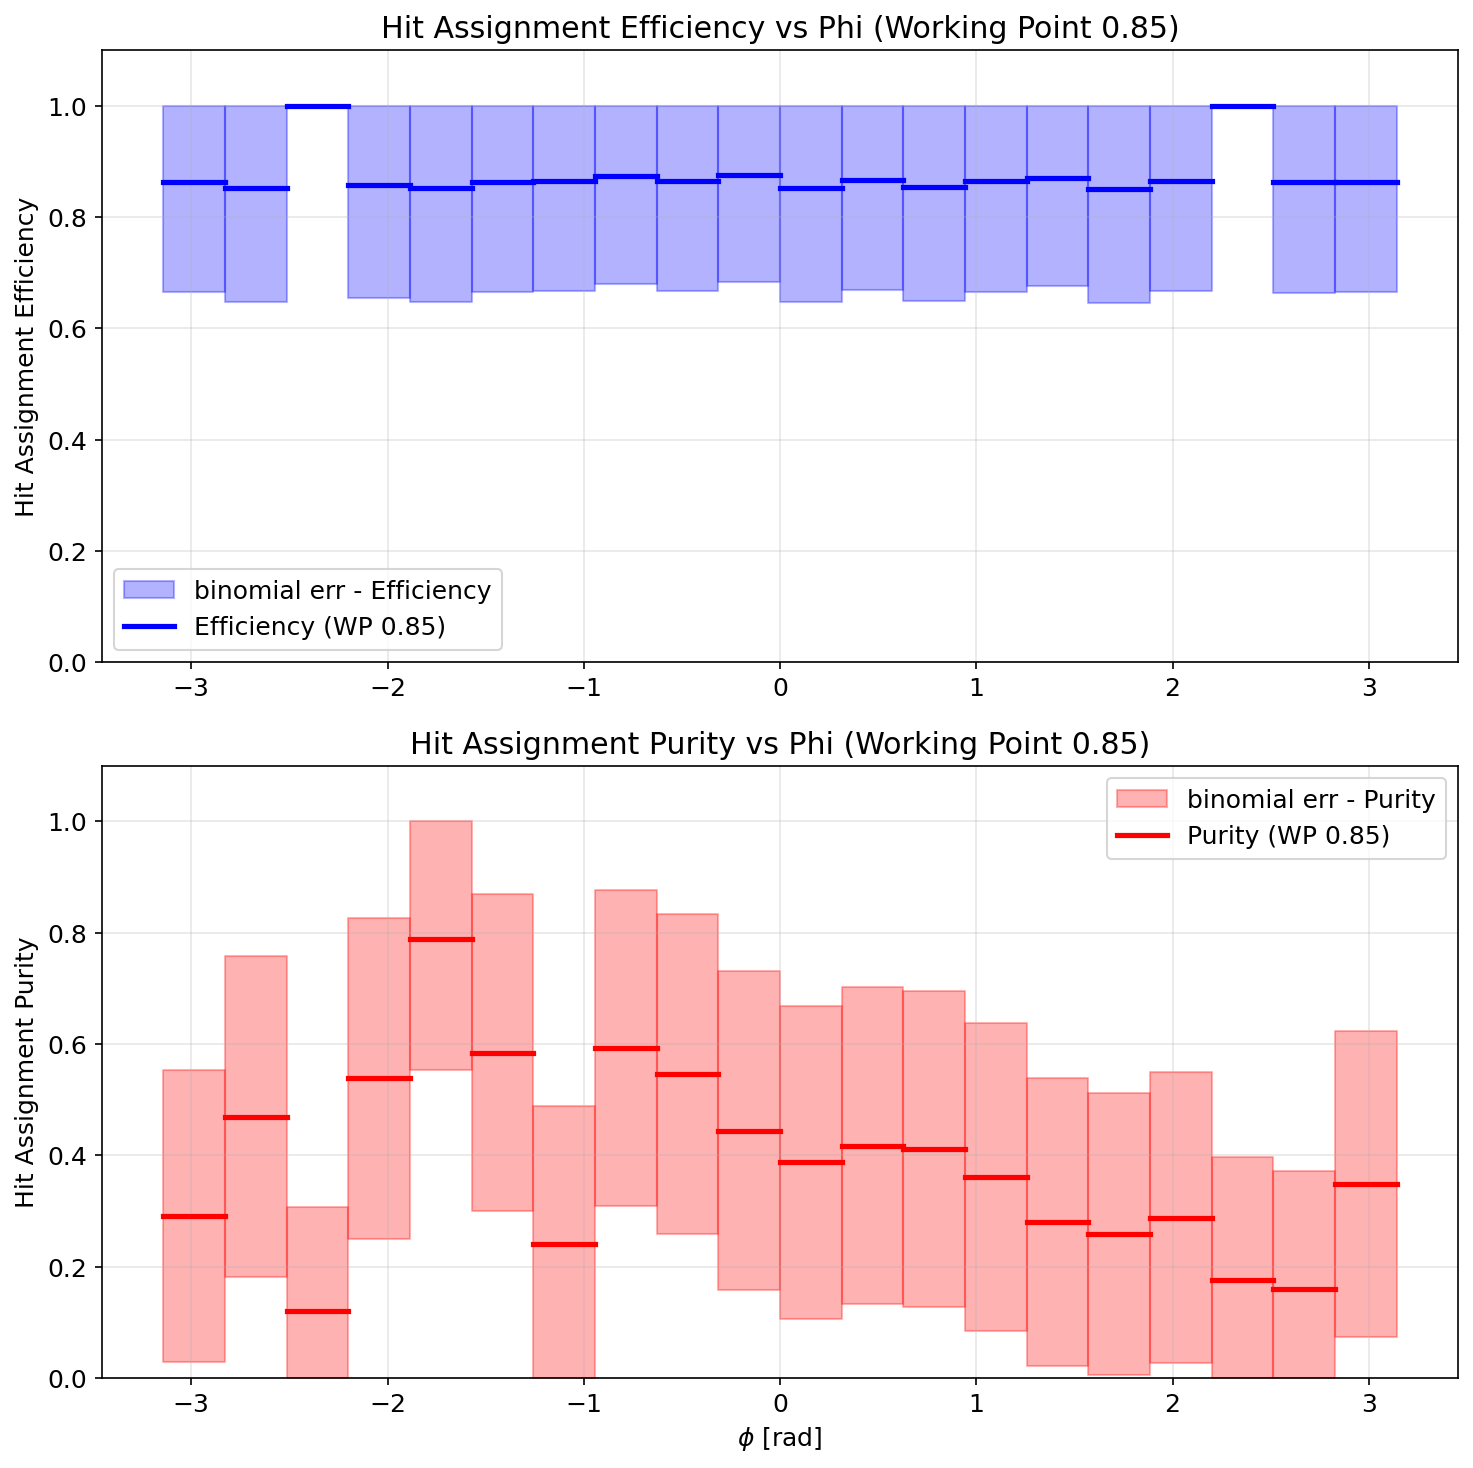 Hit Assignment Efficiency vs Phi (Working Point 0.85)
Hit Assignment Efficiency
1.0
0.8
0.6
0.4
0.2
0.0
binomial err - Efficiency
Efficiency (WP 0.85)
−3 −2 −1 0 1 2 3
Hit Assignment Purity vs Phi (Working Point 0.85)
Hit Assignment Purity
1.0
0.8
0.6
0.4
0.2
0.0
binomial err - Purity
Purity (WP 0.85)
−3 −2 −1 0 1 2 3
ϕ [rad]